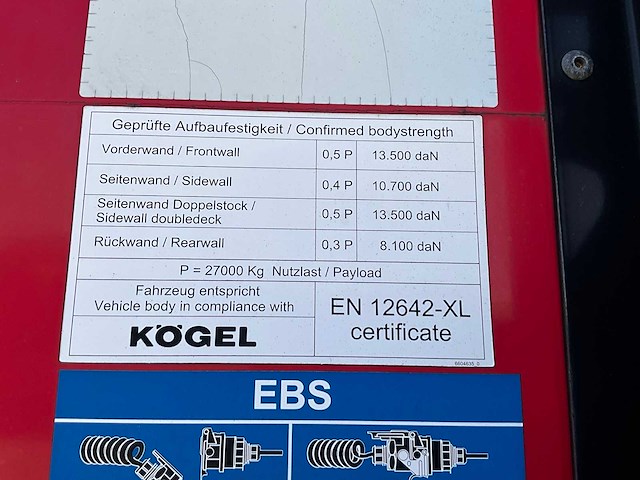 Geprüfte Aufbaufestigkeit / Confirmed bodystrength
Vorderwand / Frontwall 0,5 P 13.500 daN
Seitenwand / Sidewall 0,4 P 10.700 daN
Seitenwand Doppelstock /
Sidewall doubledeck 0,5 P 13.500 daN
Rückwand / Rearwall 0,3 P 8.100 daN
P = 27000 Kg Nutzlast / Payload
Fahrzeug entspricht
Vehicle body in compliance with
KÖGEL
EN 12642-XL
certificate
EBS